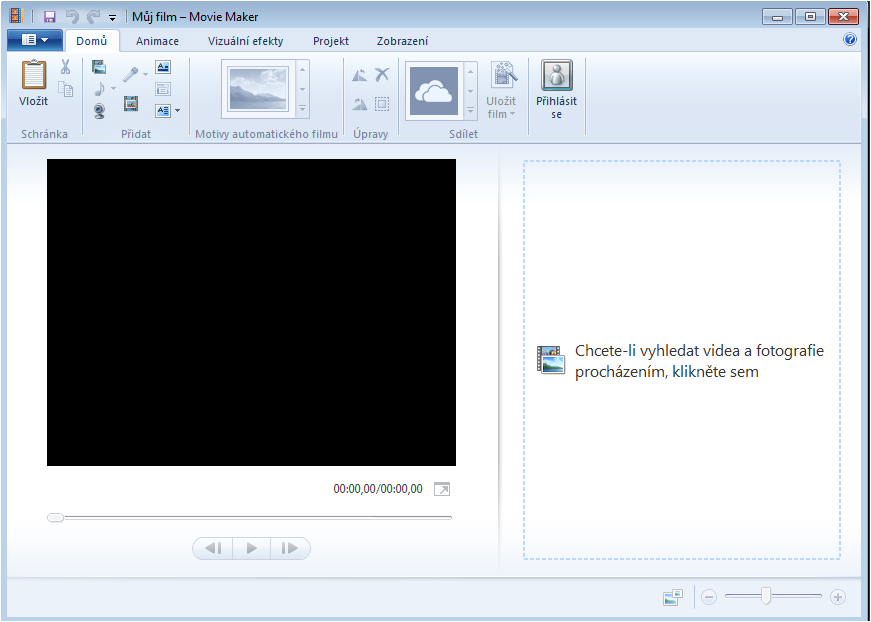 Můj film – Movie Maker
Domů Animace Vizuální efekty Projekt Zobrazení
Vložit
Uložit
film
Přihlásit
se
Schránka Přidat Motivy automatického filmu Úpravy Sdílet
Chcete-li vyhledat videa a fotografie
procházením, klikněte sem
00:00,00/00:00,00